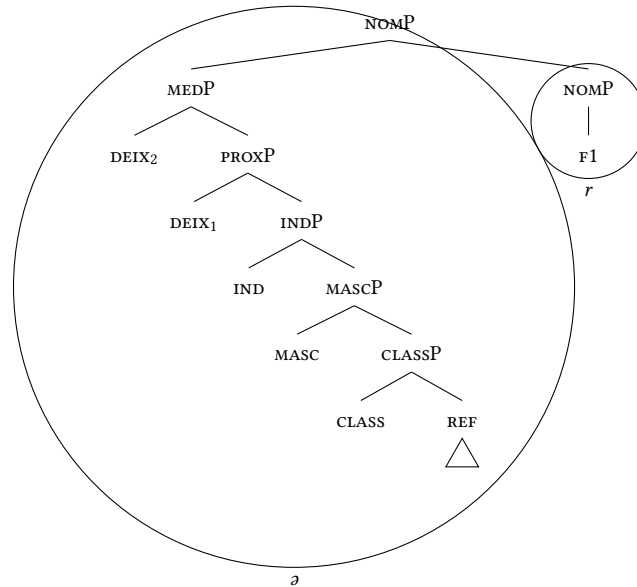 NOMP
MEDP NOMP
DEIX₂ PROXP F1
r
DEIX₁ INDP
IND MASCP
MASC CLASSP
CLASS REF
ə